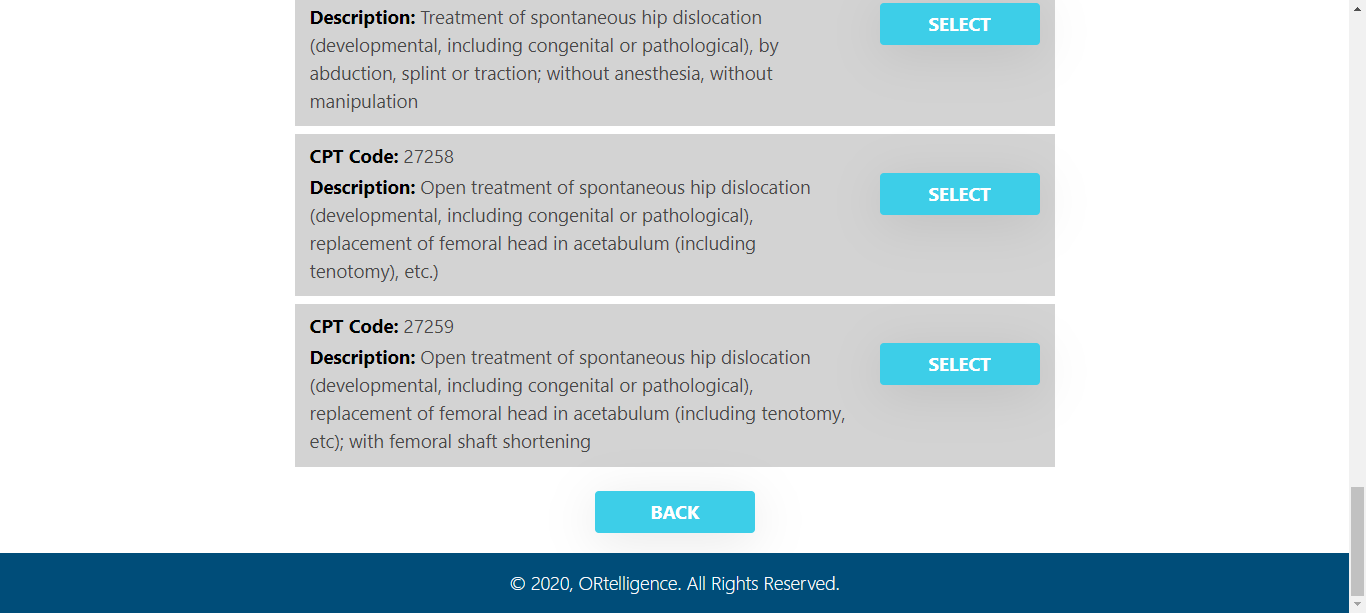 Description: Treatment of spontaneous hip dislocation
(developmental, including congenital or pathological), by
abduction, splint or traction; without anesthesia, without
manipulation
SELECT
CPT Code: 27258
Description: Open treatment of spontaneous hip dislocation
(developmental, including congenital or pathological),
replacement of femoral head in acetabulum (including
tenotomy), etc.)
SELECT
CPT Code: 27259
Description: Open treatment of spontaneous hip dislocation
(developmental, including congenital or pathological),
replacement of femoral head in acetabulum (including tenotomy,
etc); with femoral shaft shortening
SELECT
BACK
© 2020, ORtelligence. All Rights Reserved.